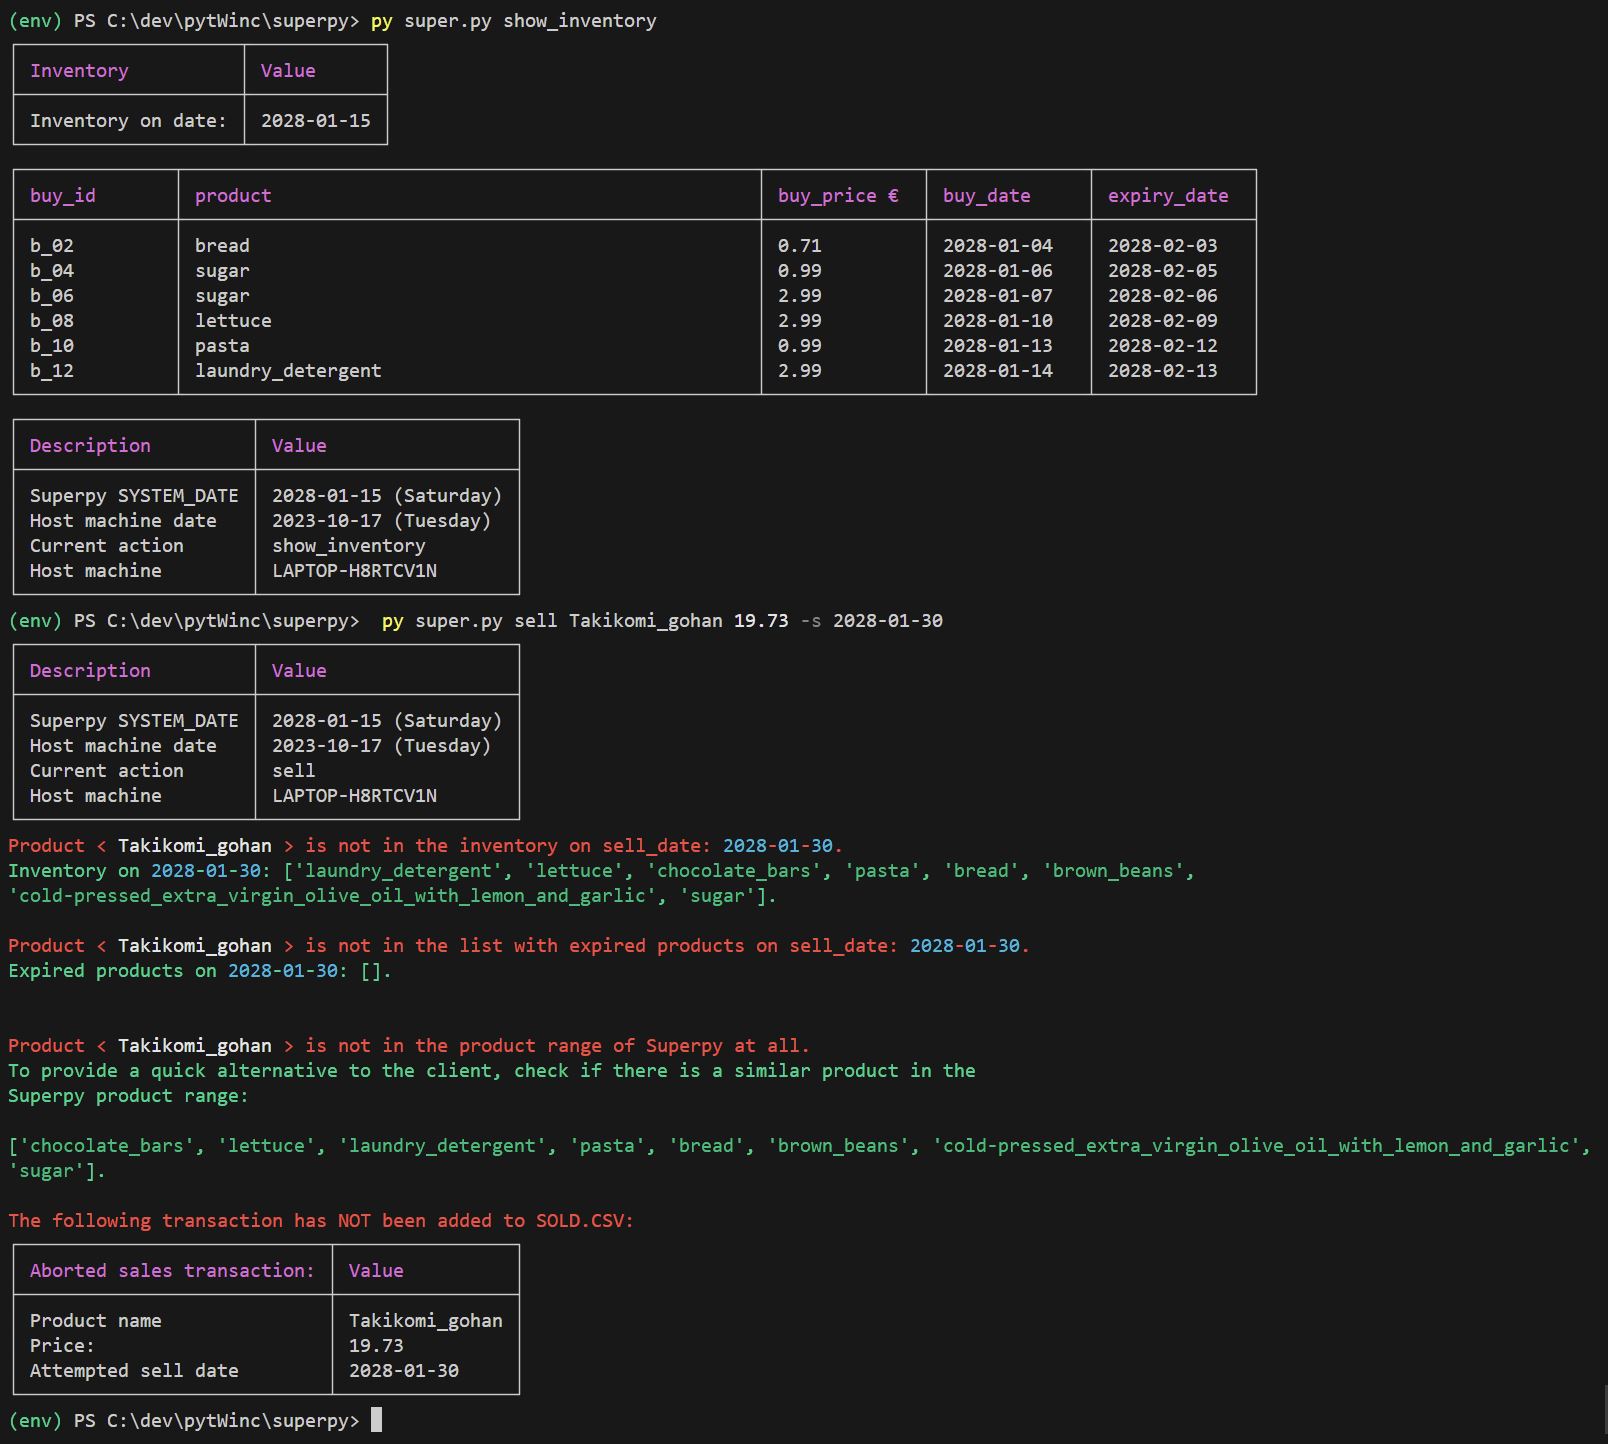 (env) PS C:\dev\pytWinc\superpy> py super.py show_inventory
Inventory Value
Inventory on date: 2028-01-15
buy_id product buy_price € buy_date expiry_date
b_02 bread 0.71 2028-01-04 2028-02-03
b_04 sugar 0.99 2028-01-06 2028-02-05
b_06 sugar 2.99 2028-01-07 2028-02-06
b_08 lettuce 2.99 2028-01-10 2028-02-09
b_10 pasta 0.99 2028-01-13 2028-02-12
b_12 laundry_detergent 2.99 2028-01-14 2028-02-13
Description Value
Superpy SYSTEM_DATE 2028-01-15 (Saturday)
Host machine date 2023-10-17 (Tuesday)
Current action show_inventory
Host machine LAPTOP-H8RTCV1N
(env) PS C:\dev\pytWinc\superpy>  py super.py sell Takikomi_gohan 19.73 -s 2028-01-30
Description Value
Superpy SYSTEM_DATE 2028-01-15 (Saturday)
Host machine date 2023-10-17 (Tuesday)
Current action sell
Host machine LAPTOP-H8RTCV1N
Product < Takikomi_gohan > is not in the inventory on sell_date: 2028-01-30.
Inventory on 2028-01-30: ['laundry_detergent', 'lettuce', 'chocolate_bars', 'pasta', 'bread', 'brown_beans',
'cold-pressed_extra_virgin_olive_oil_with_lemon_and_garlic', 'sugar'].
Product < Takikomi_gohan > is not in the list with expired products on sell_date: 2028-01-30.
Expired products on 2028-01-30: [].
Product < Takikomi_gohan > is not in the product range of Superpy at all.
To provide a quick alternative to the client, check if there is a similar product in the
Superpy product range:
['chocolate_bars', 'lettuce', 'laundry_detergent', 'pasta', 'bread', 'brown_beans', 'cold-pressed_extra_virgin_olive_oil_with_lemon_and_garlic',
'sugar'].
The following transaction has NOT been added to SOLD.CSV:
Aborted sales transaction: Value
Product name Takikomi_gohan
Price: 19.73
Attempted sell date 2028-01-30
(env) PS C:\dev\pytWinc\superpy>